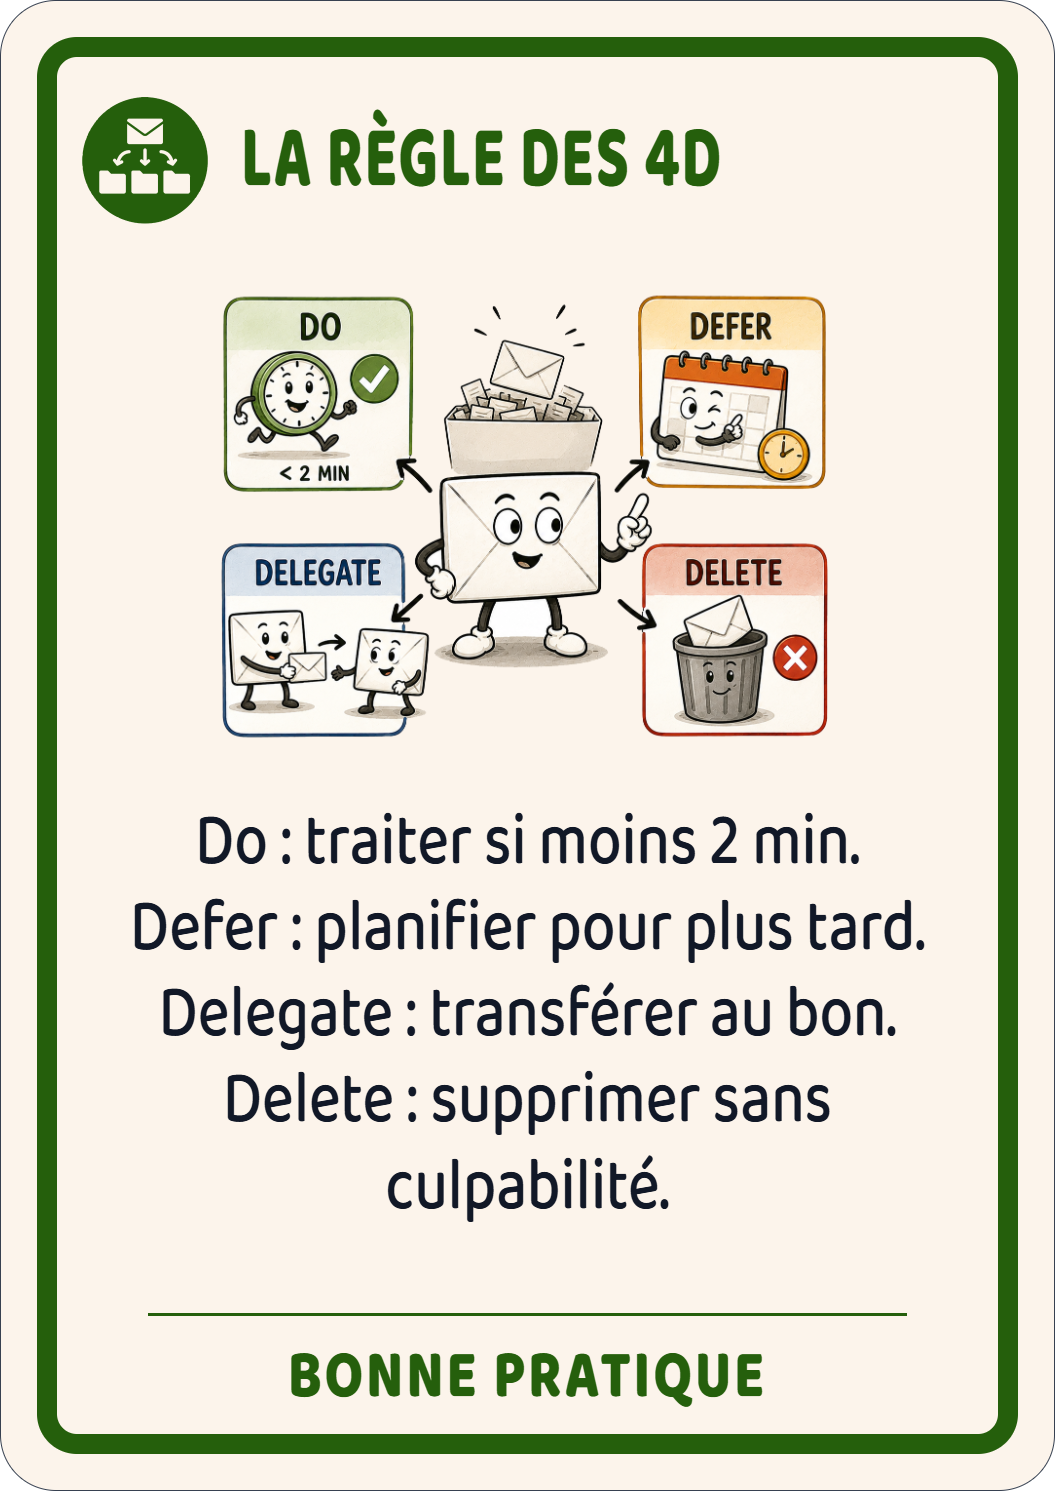 LA RÈGLE DES 4D
DO
< 2 MIN
DEFER
DELEGATE
DELETE
Do : traiter si moins 2 min.
Defer : planifier pour plus tard.
Delegate : transférer au bon.
Delete : supprimer sans
culpabilité.
BONNE PRATIQUE